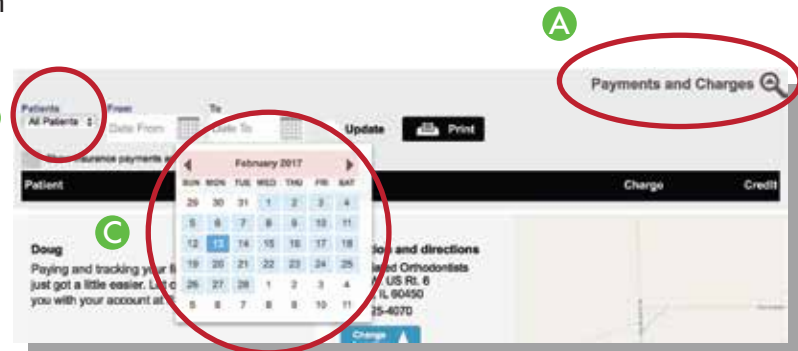 A
Payments and Charges
Patients From To
All Patients Date From Date To Update Print
insurance payments
February 2017
SUN MON TUE WED THU FRI SAT
29 30 31 1 2 3 4
5 6 7 8 9 10 11
12 13 14 15 16 17 18
19 20 21 22 23 24 25
26 27 28 1 2 3 4
5 6 7 8 9 10 11
Patient Charge Credit
C
Doug
Paying and tracking your
just got a little easier.
you with your account at
and directions
Orthodontists
US Rt. 6
IL 60450
25-4070
Change